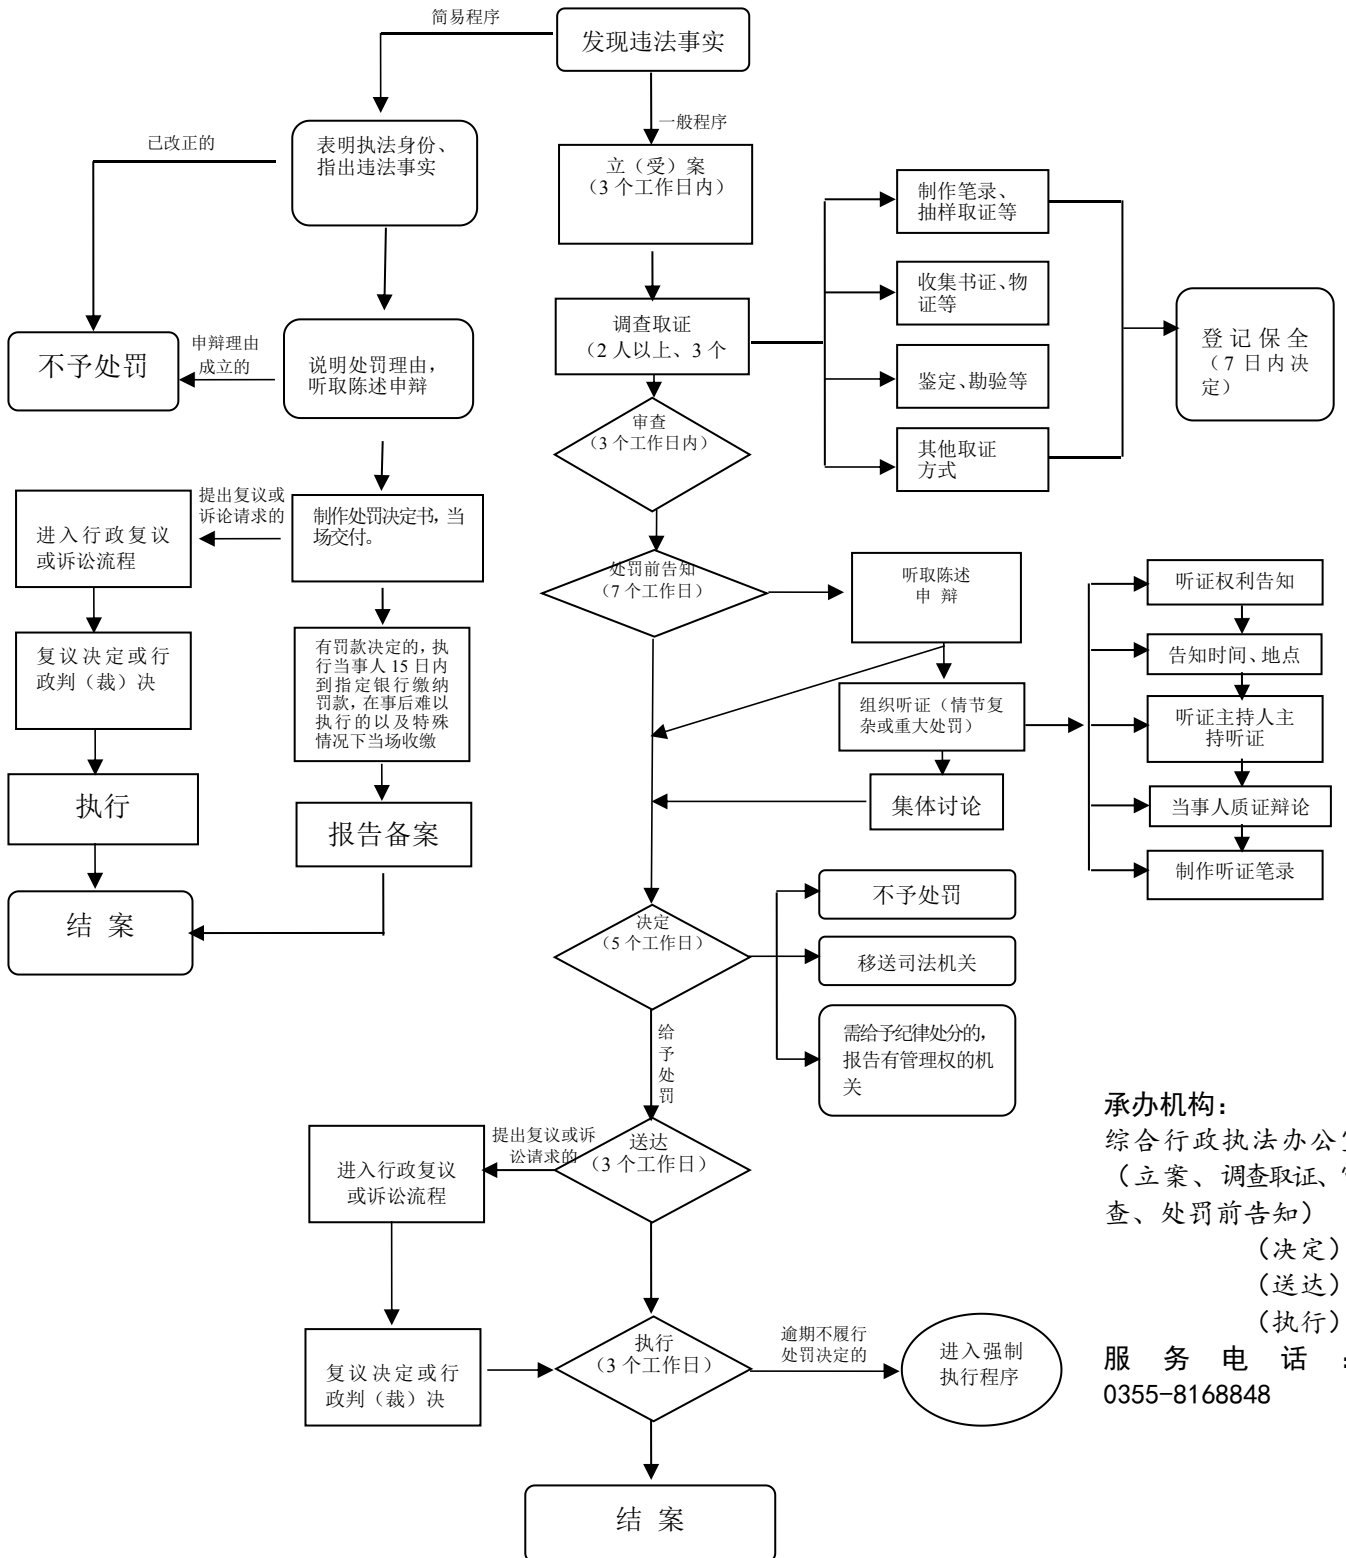 简易程序
发现违法事实
一般程序
已改正的
表明执法身份、
指出违法事实
立（受）案
（3 个工作日内）
制作笔录、
抽样取证等
收集书证、物
证等
调查取证
（2 人以上、3 个
登记保全
（7 日内决
定）
鉴定、勘验等
其他取证
方式
不予处罚
申辩理由
成立的
说明处罚理由，
听取陈述申辩
审查
（3 个工作日内）
提出复议或
诉论请求的
进入行政复议
或诉讼流程
制作处罚决定书，当
场交付。
处罚前告知
（7 个工作日）
听取陈述
申 辩
听证权利告知
告知时间、地点
复议决定或行
政判（裁）决
有罚款决定的，执
行当事人 15 日内
到指定银行缴纳
罚款，在事后难以
执行的以及特殊
情况下当场收缴
组织听证（情节复
杂或重大处罚）
听证主持人主
持听证
执行
报告备案
集体讨论
当事人质证辩论
制作听证笔录
结 案
决定
（5 个工作日）
不予处罚
移送司法机关
需给予纪律处分的，
报告有管理权的机
关
给
予
处
罚
提出复议或诉
讼请求的
进入行政复议
或诉讼流程
送达
（3 个工作日）
承办机构：
综合行政执法办公
（立案、调查取证、
查、处罚前告知）
（决定）
（送达）
（执行）
服 务 电 话 ：
0355-8168848
复议决定或行
政判（裁）决
执行
（3 个工作日）
逾期不履行
处罚决定的
进入强制
执行程序
结 案